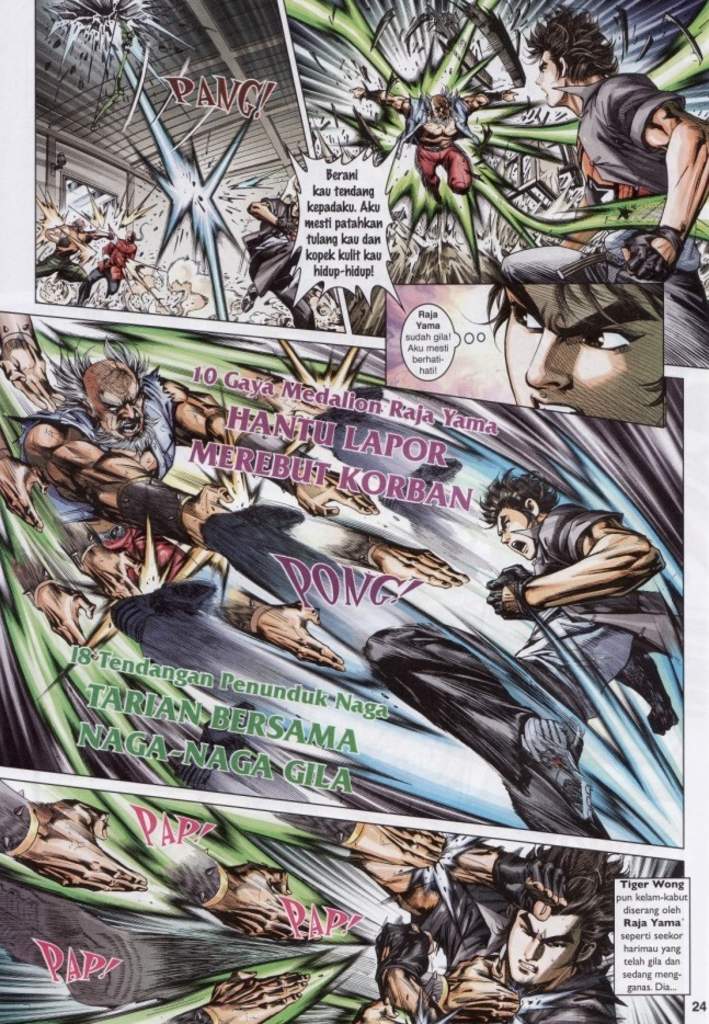 PANG!
Berani
kau tendang
kepadaku. Aku
mesti patahkan
tulang kau dan
kopek kulit kau
hidup-hidup!
Raja
Yama
sudah gila!
Aku mesti
berhati-
hati!
10 Gaya Medallion Raja Yama
HANTU LAPOR
MEREBUT KORBAN
PONG!
18 Tendangan Penunduk Naga
TARIAN BERSAMA
NAGA-NAGA GILA
PAP!
PAP!
PAP!
Tiger Wong
pun kelam-kabut
diserang oleh
Raja Yama
seperti seekor
harimau yang
telah gila dan
sedang meng-
ganas. Dia...
24